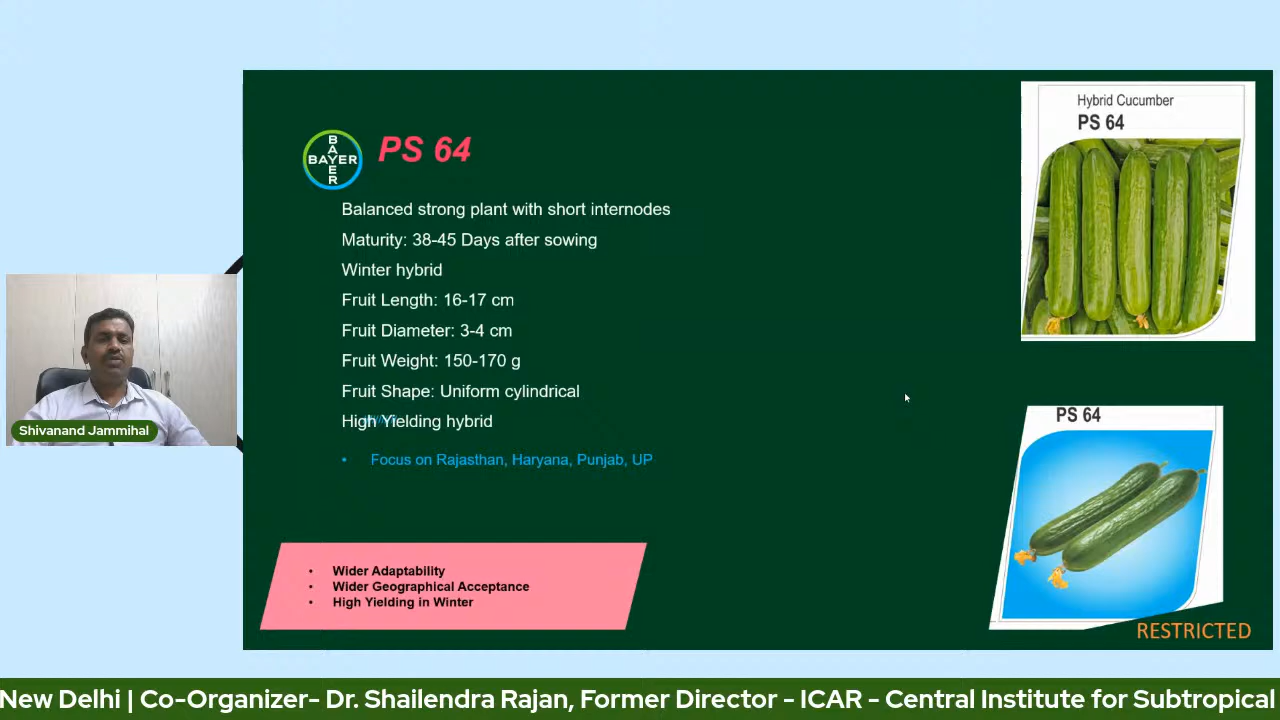 Hybrid Cucumber
PS 64
BAYER
BAYER
PS 64
Balanced strong plant with short internodes
Maturity: 38-45 Days after sowing
Winter hybrid
Fruit Length: 16-17 cm
Fruit Diameter: 3-4 cm
Fruit Weight: 150-170 g
Fruit Shape: Uniform cylindrical
High Yielding hybrid
• Focus on Rajasthan, Haryana, Punjab, UP
Shivanand Jammihal
PS 64
• Wider Adaptability
• Wider Geographical Acceptance
• High Yielding in Winter
RESTRICTED
New Delhi | Co-Organizer- Dr. Shailendra Rajan, Former Director - ICAR - Central Institute for Subtropical